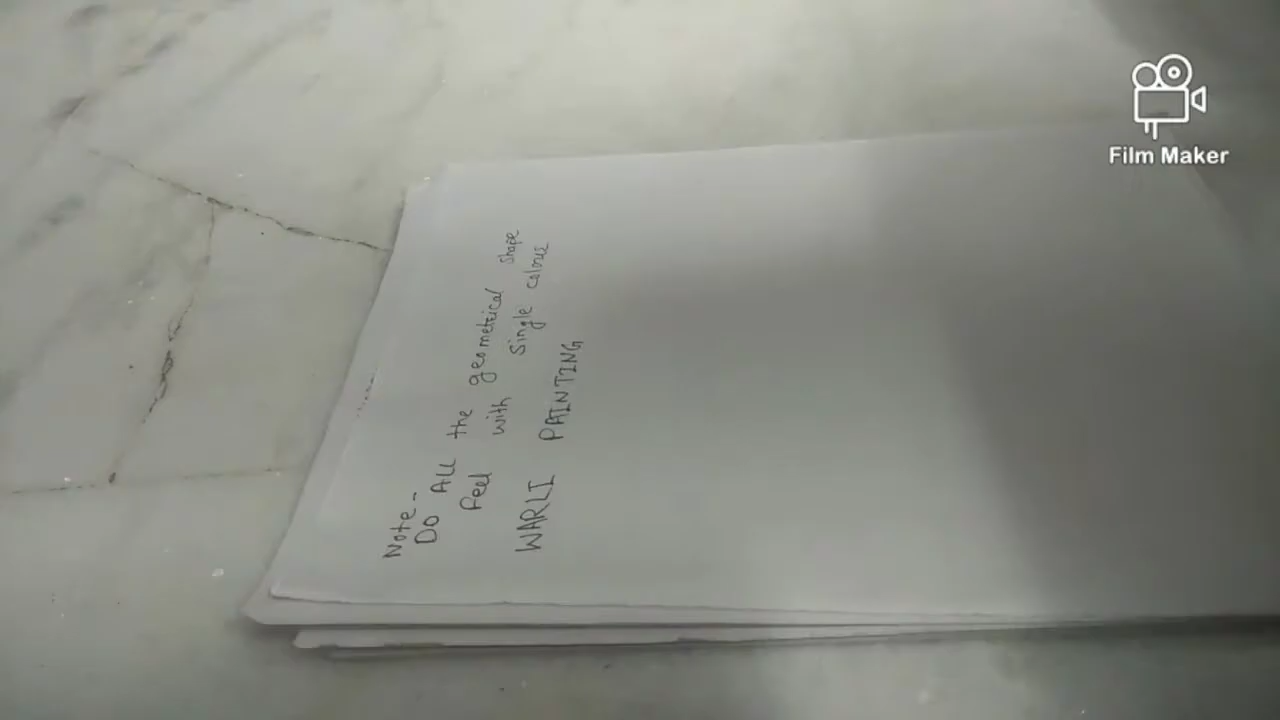 Note -
DO All the geometrical shape
feel with single colour
WARLI PAINTING
Film Maker